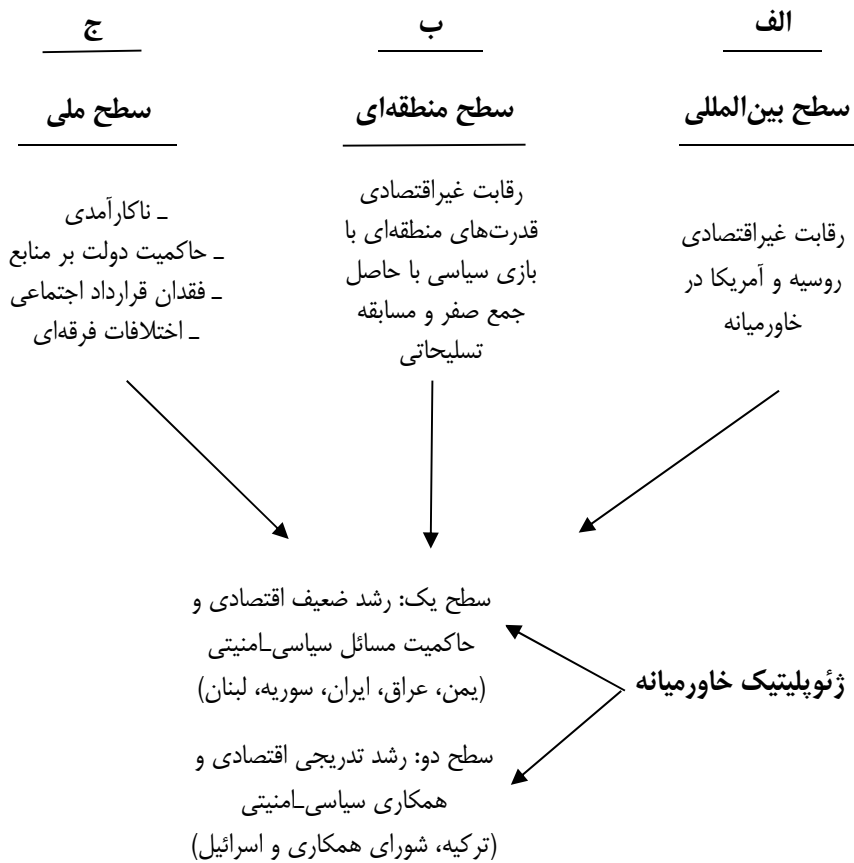 الف
سطح بین‌المللی
رقابت غیراقتصادی
روسیه و آمریکا در
خاورمیانه
ب
سطح منطقه‌ای
رقابت غیراقتصادی
قدرت‌های منطقه‌ای با
بازی سیاسی با حاصل
جمع صفر و مسابقه
تسلیحاتی
ج
سطح ملی
ـ ناکارآمدی
ـ حاکمیت دولت بر منابع
ـ فقدان قرارداد اجتماعی
ـ اختلافات فرقه‌ای
ژئوپلیتیک خاورمیانه
سطح یک: رشد ضعیف اقتصادی و
حاکمیت مسائل سیاسی‌ـ‌امنیتی
(یمن، عراق، ایران، سوریه، لبنان)
سطح دو: رشد تدریجی اقتصادی و
همکاری سیاسی‌ـ‌امنیتی
(ترکیه، شورای همکاری و اسرائیل)